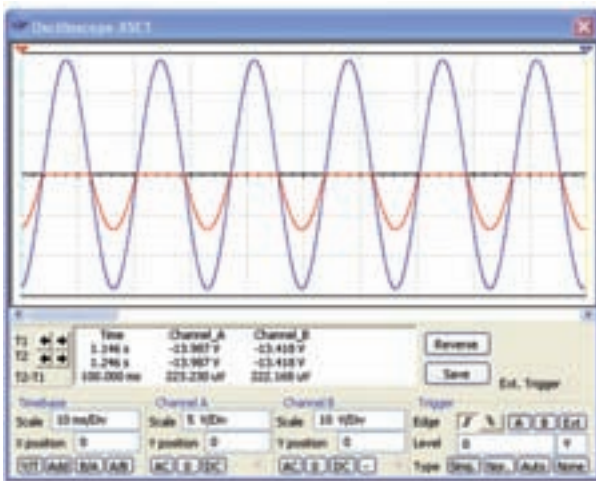 Oscilloscope-XSC1
Time Channel_A Channel_B
T1 1.146 s -13.987 V -13.418 V
T2 1.246 s -13.987 V -13.418 V
T2-T1 100.000 ms 223.230 uV 222.168 uV
Reverse
Save
Ext. Trigger
Timebase
Scale 10 ms/Div
X position 0
Y/T Add B/A A/B
Channel A
Scale 5 V/Div
Y position 0
AC 0 DC
Channel B
Scale 10 V/Div
Y position 0
AC 0 DC -
Trigger
Edge A B Ext
Level 0 V
Type Sing. Nor. Auto None